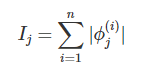 $I_j = \sum_{i=1}^{n} |\phi_j^{(i)}|$